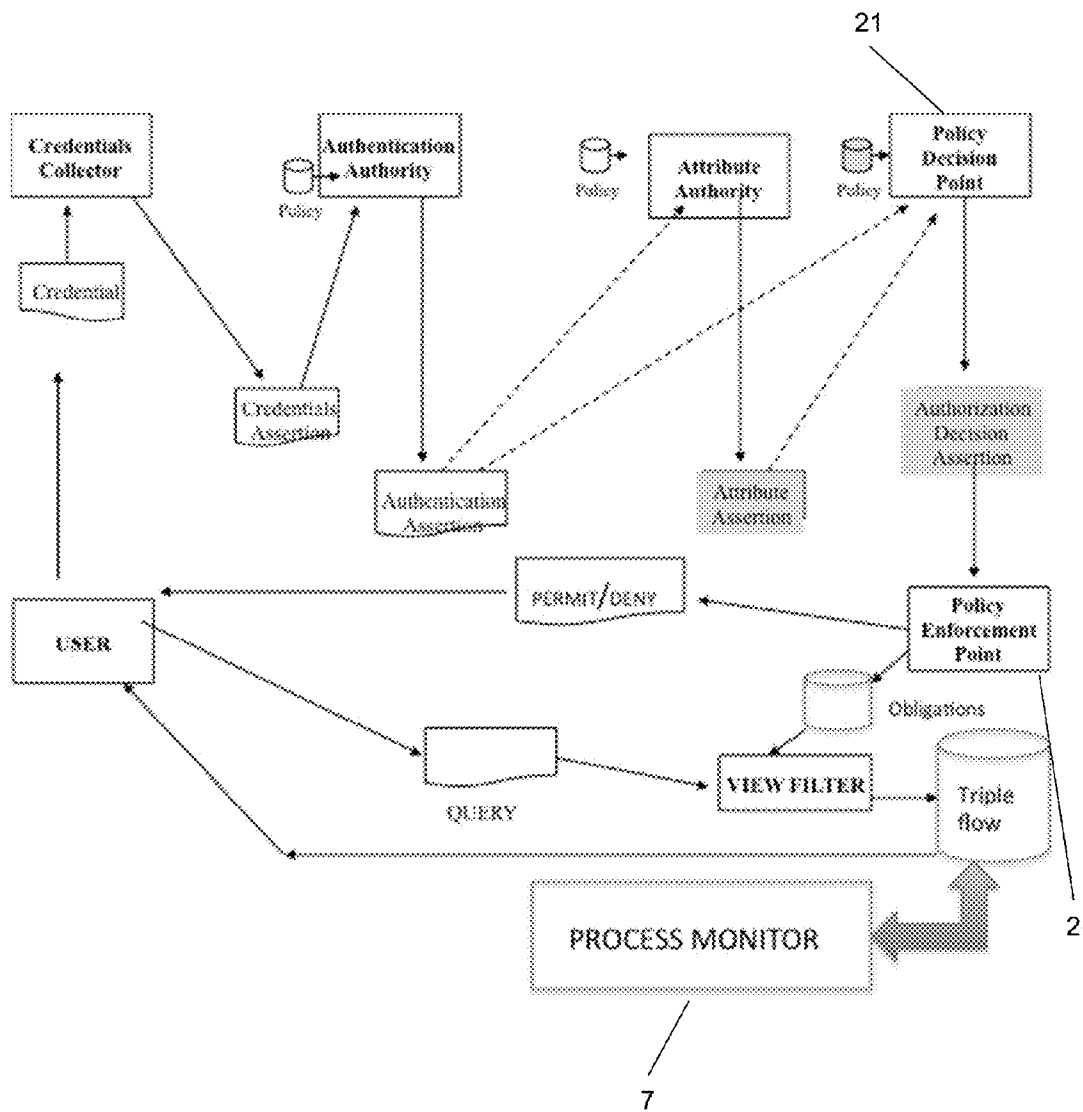 21
Credentials
Collector
Authentication
Authority
Policy
Attribute
Authority
Policy
Policy
Decision
Point
Policy
Credential
Credentials
Assertion
Authentication
Assertion
Attribute
Assertion
Authorization
Decision
Assertion
USER
PERMIT/DENY
Policy
Enforcement
Point
Obligations
QUERY
VIEW FILTER
Triple
flow
PROCESS MONITOR
2
7